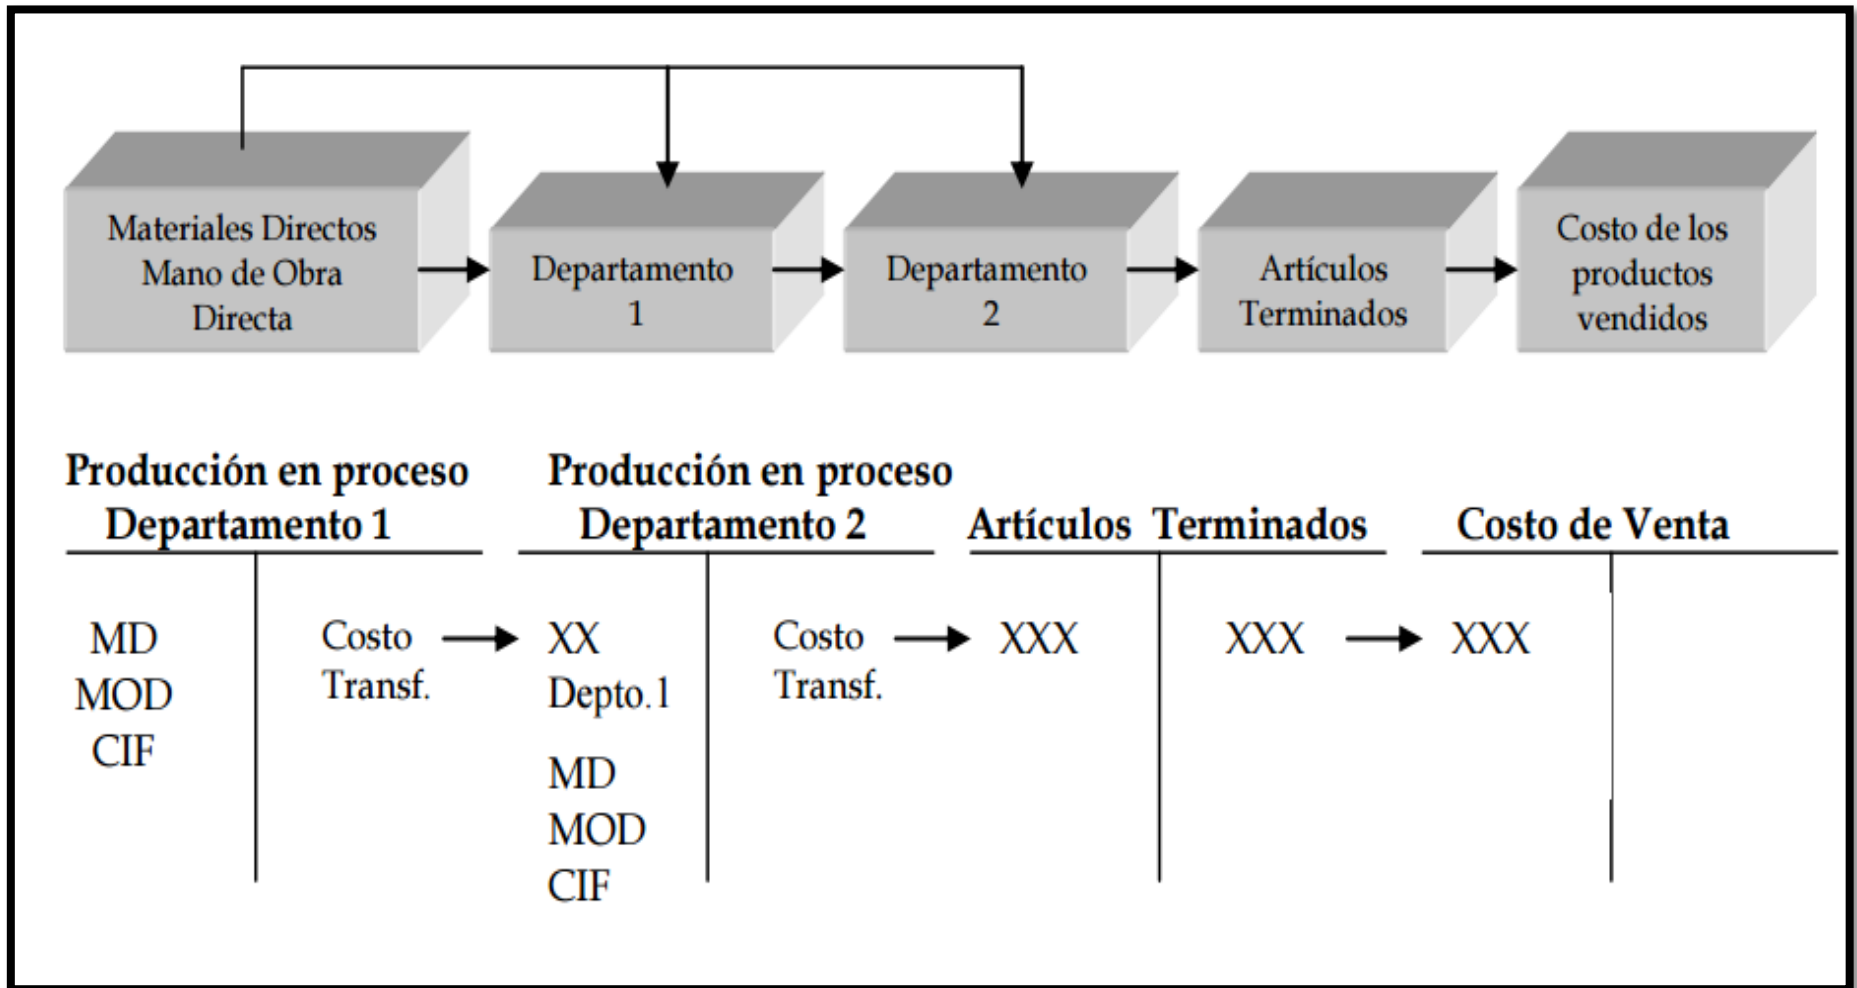 Materiales Directos
Mano de Obra
Directa
Departamento
1
Departamento
2
Artículos
Terminados
Costo de los
productos
vendidos
Producción en proceso
Departamento 1
Producción en proceso
Departamento 2
Artículos Terminados
Costo de Venta
MD
MOD
CIF
Costo
Transf.
XX
Depto.1
MD
MOD
CIF
Costo
Transf.
XXX
XXX
XXX